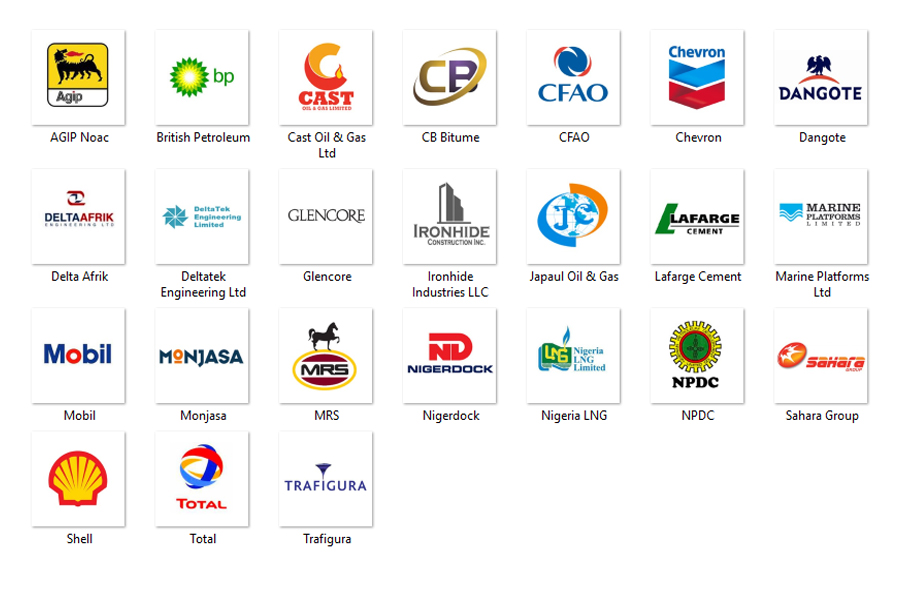 Agip
bp
CAST
OIL & GAS LIMITED
CB
CFAO
Chevron
DANGOTE
AGIP Noac
British Petroleum
Cast Oil & Gas
Ltd
CB Bitume
CFAO
Chevron
Dangote
DELTAAFRIK
ENGINEERING LTD
DeltaTek
Engineering
Limited
GLENCORE
IRONHIDE
CONSTRUCTION INC.
JS
LAFARGE
CEMENT
MARINE
PLATFORMS
LIMITED
Delta Afrik
Deltatek
Engineering Ltd
Glencore
Ironhide
Industries LLC
Japaul Oil & Gas
Lafarge Cement
Marine Platforms
Ltd
Mobil
MONJASA
MRS
ND
NIGERDOCK
NLNG
Nigeria
LNG
Limited
NPDC
sahara
GROUP
Mobil
Monjasa
MRS
Nigerdock
Nigeria LNG
NPDC
Sahara Group
TOTAL
TRAFIGURA
Shell
Total
Trafigura